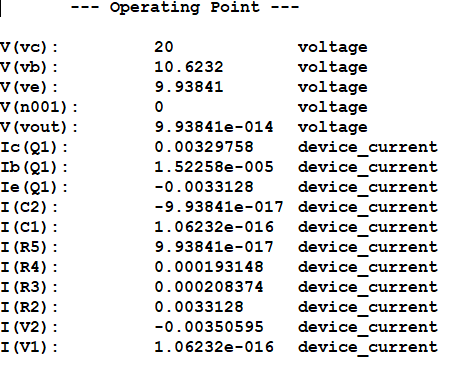 --- Operating Point ---
V(vc): 20 voltage
V(vb): 10.6232 voltage
V(ve): 9.93841 voltage
V(n001): 0 voltage
V(vout): 9.93841e-014 voltage
Ic(Q1): 0.00329758 device_current
Ib(Q1): 1.52258e-005 device_current
Ie(Q1): -0.0033128 device_current
I(C2): -9.93841e-017 device_current
I(C1): 1.06232e-016 device_current
I(R5): 9.93841e-017 device_current
I(R4): 0.000193148 device_current
I(R3): 0.000208374 device_current
I(R2): 0.0033128 device_current
I(V2): -0.00350595 device_current
I(V1): 1.06232e-016 device_current